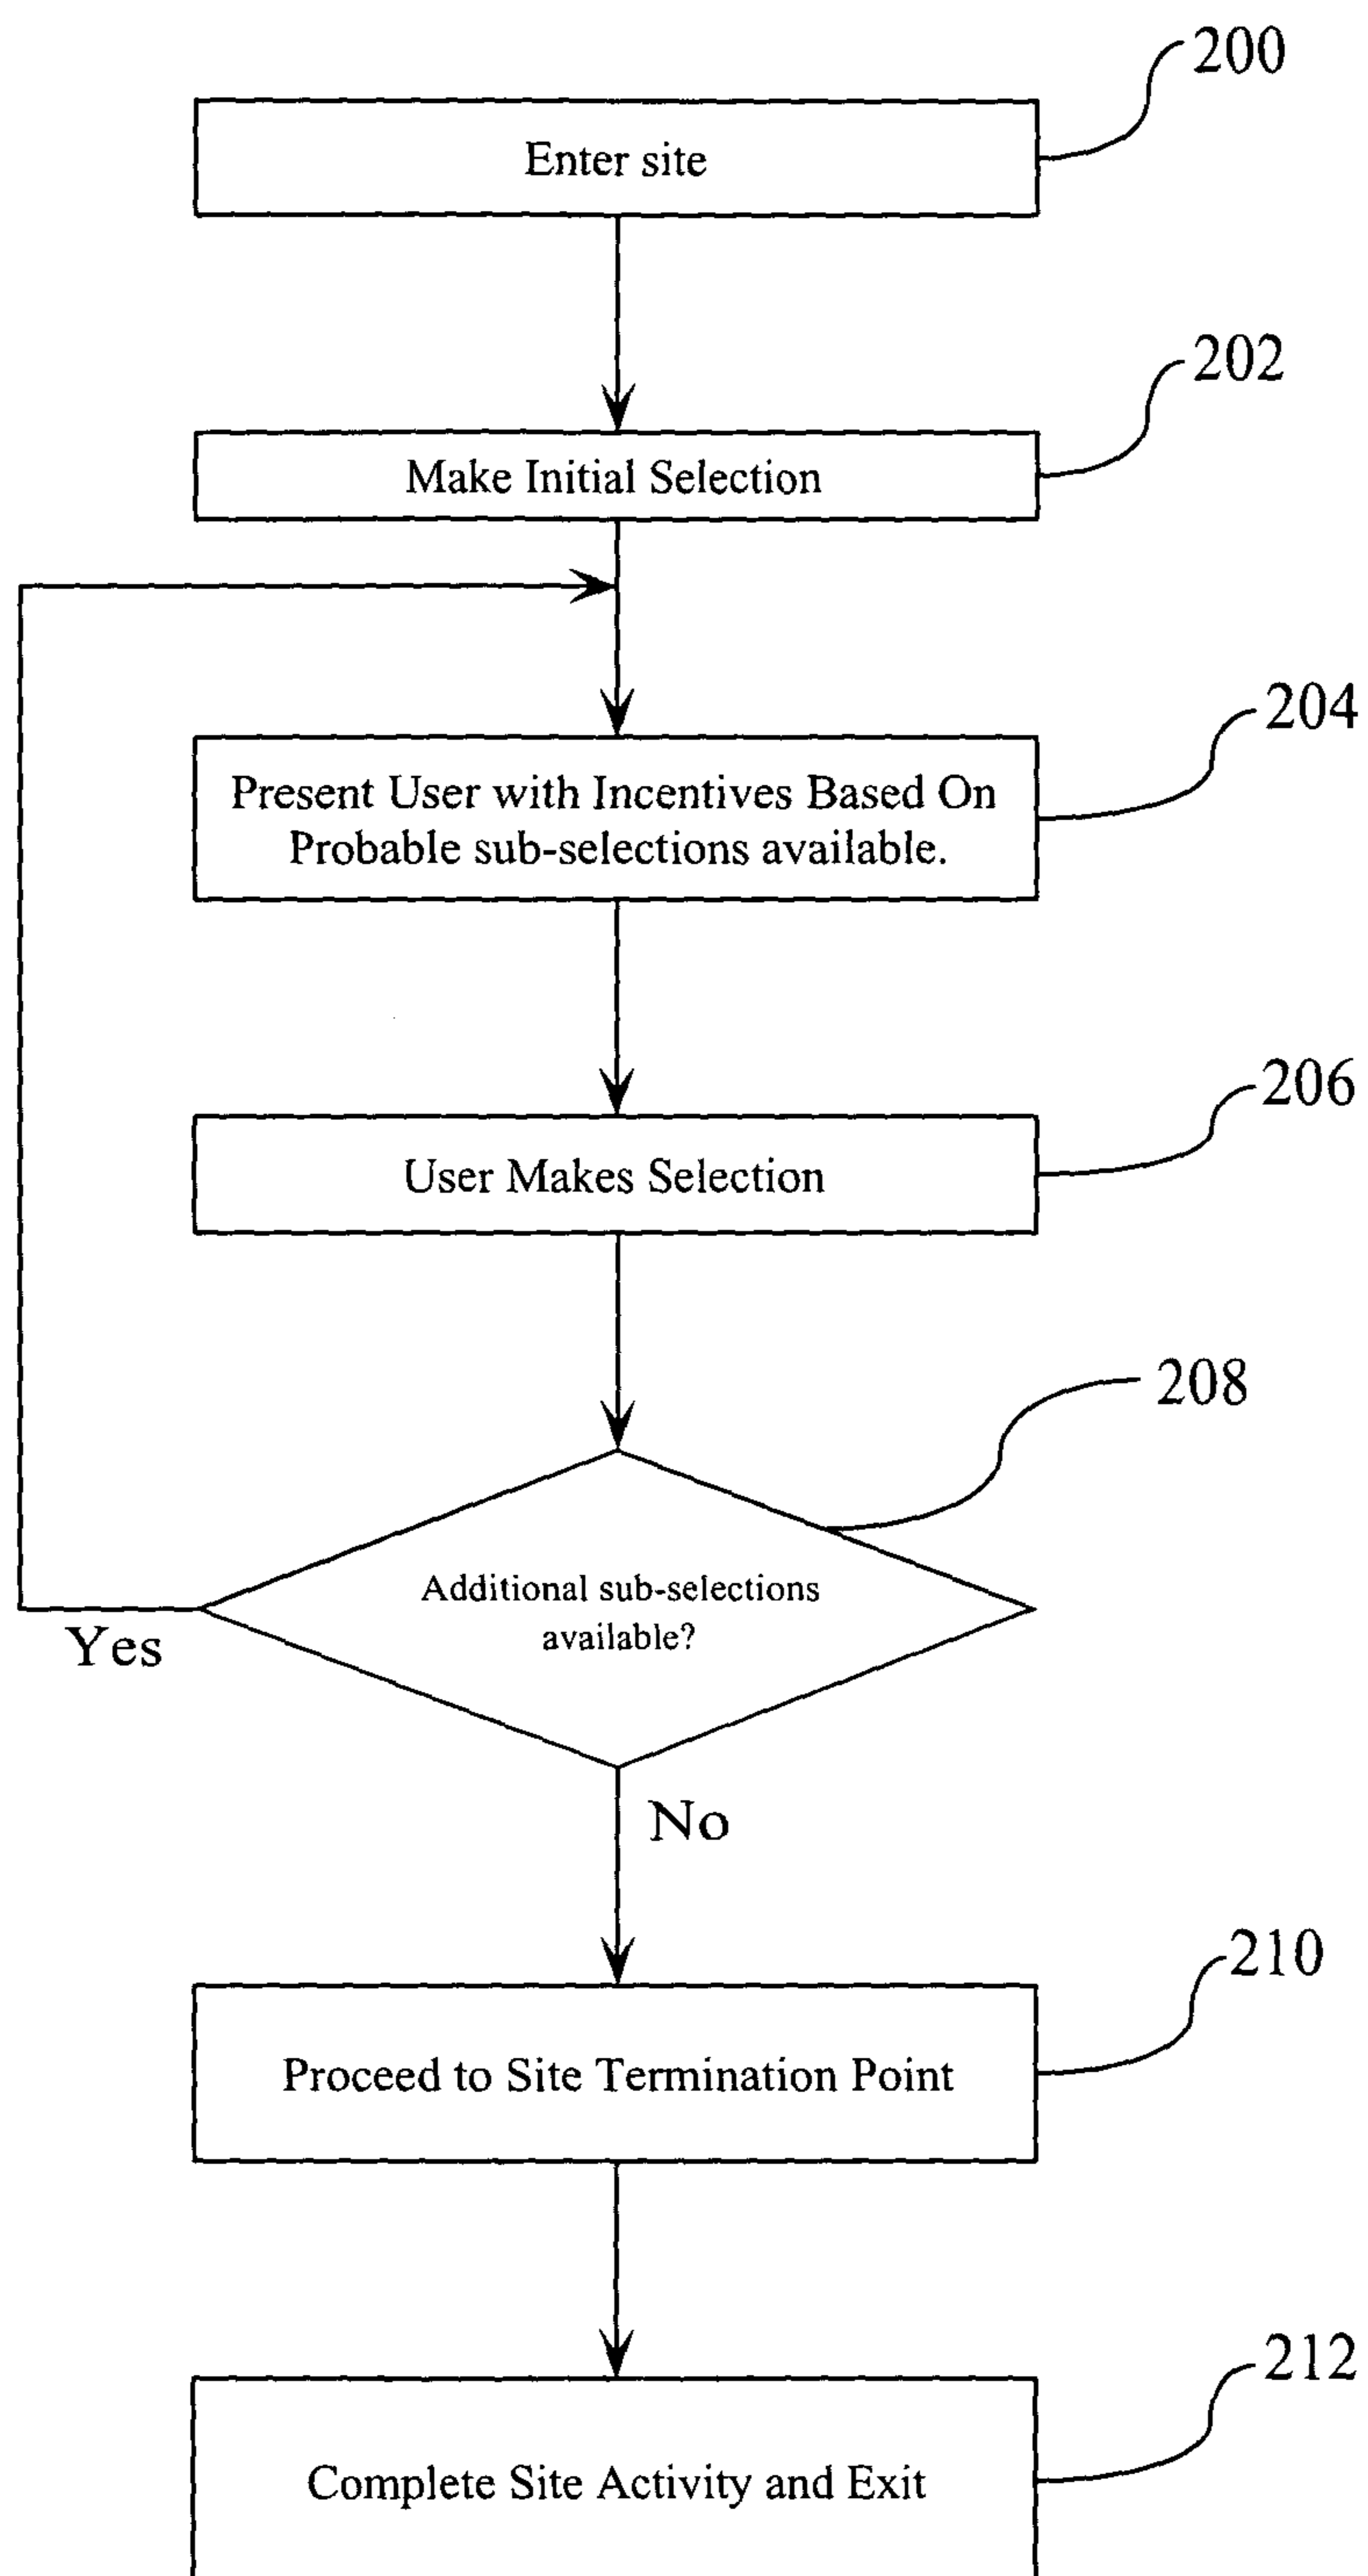 200
Enter site
202
Make Initial Selection
204
Present User with Incentives Based On
Probable sub-selections available.
206
User Makes Selection
208
Additional sub-selections
available?
Yes
No
210
Proceed to Site Termination Point
212
Complete Site Activity and Exit